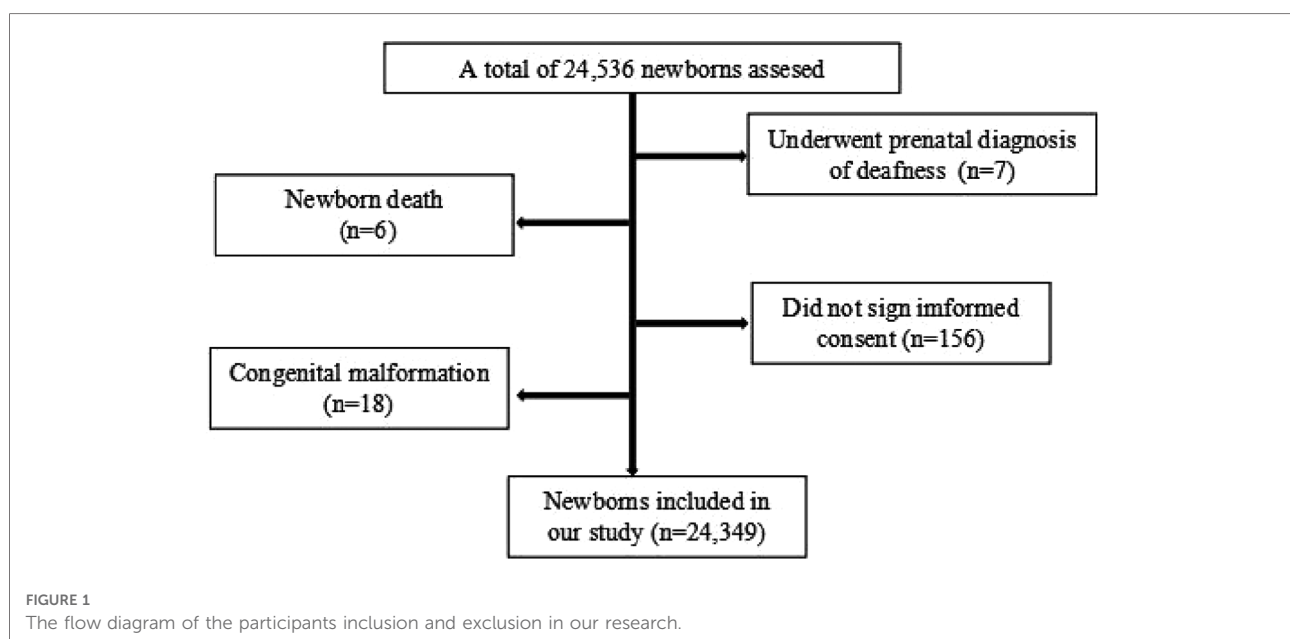 A total of 24,536 newborns assesed
Underwent prenatal diagnosis
of deafness (n=7)
Newborn death
(n=6)
Did not sign imformed
consent (n=156)
Congenital malformation
(n=18)
Newborns included in
our study (n=24,349)
FIGURE 1
The flow diagram of the participants inclusion and exclusion in our research.